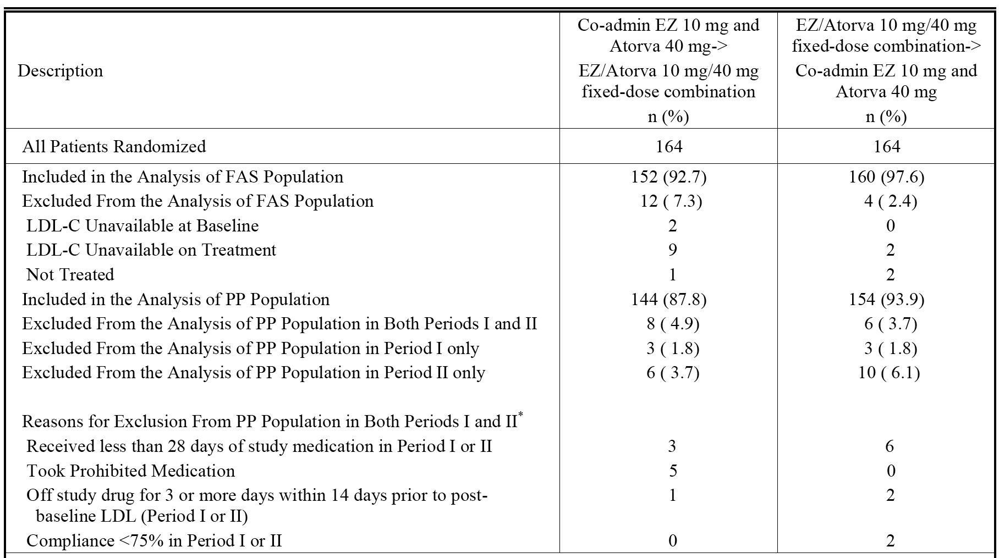 Description
Co-admin EZ 10 mg and
Atorva 40 mg->
EZ/Atorva 10 mg/40 mg
fixed-dose combination
n (%)
EZ/Atorva 10 mg/40 mg
fixed-dose combination->
Co-admin EZ 10 mg and
Atorva 40 mg
n (%)
All Patients Randomized 164 164
Included in the Analysis of FAS Population 152 (92.7) 160 (97.6)
Excluded From the Analysis of FAS Population 12 ( 7.3) 4 ( 2.4)
LDL-C Unavailable at Baseline 2 0
LDL-C Unavailable on Treatment 9 2
Not Treated 1 2
Included in the Analysis of PP Population 144 (87.8) 154 (93.9)
Excluded From the Analysis of PP Population in Both Periods I and II 8 ( 4.9) 6 ( 3.7)
Excluded From the Analysis of PP Population in Period I only 3 ( 1.8) 3 ( 1.8)
Excluded From the Analysis of PP Population in Period II only 6 ( 3.7) 10 ( 6.1)
Reasons for Exclusion From PP Population in Both Periods I and II*
Received less than 28 days of study medication in Period I or II 3 6
Took Prohibited Medication 5 0
Off study drug for 3 or more days within 14 days prior to post- 1 2
baseline LDL (Period I or II)
Compliance <75% in Period I or II 0 2